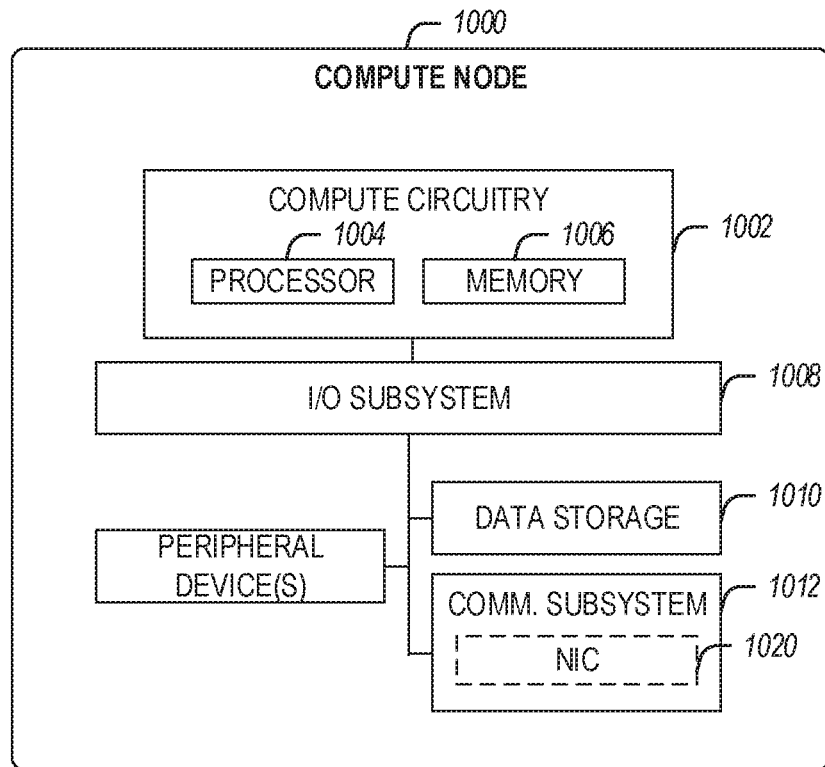 1000
COMPUTE NODE
COMPUTE CIRCUITRY
1002
1004
1006
PROCESSOR
MEMORY
I/O SUBSYSTEM
1008
DATA STORAGE
1010
PERIPHERAL
DEVICE(S)
COMM. SUBSYSTEM
1012
NIC
1020